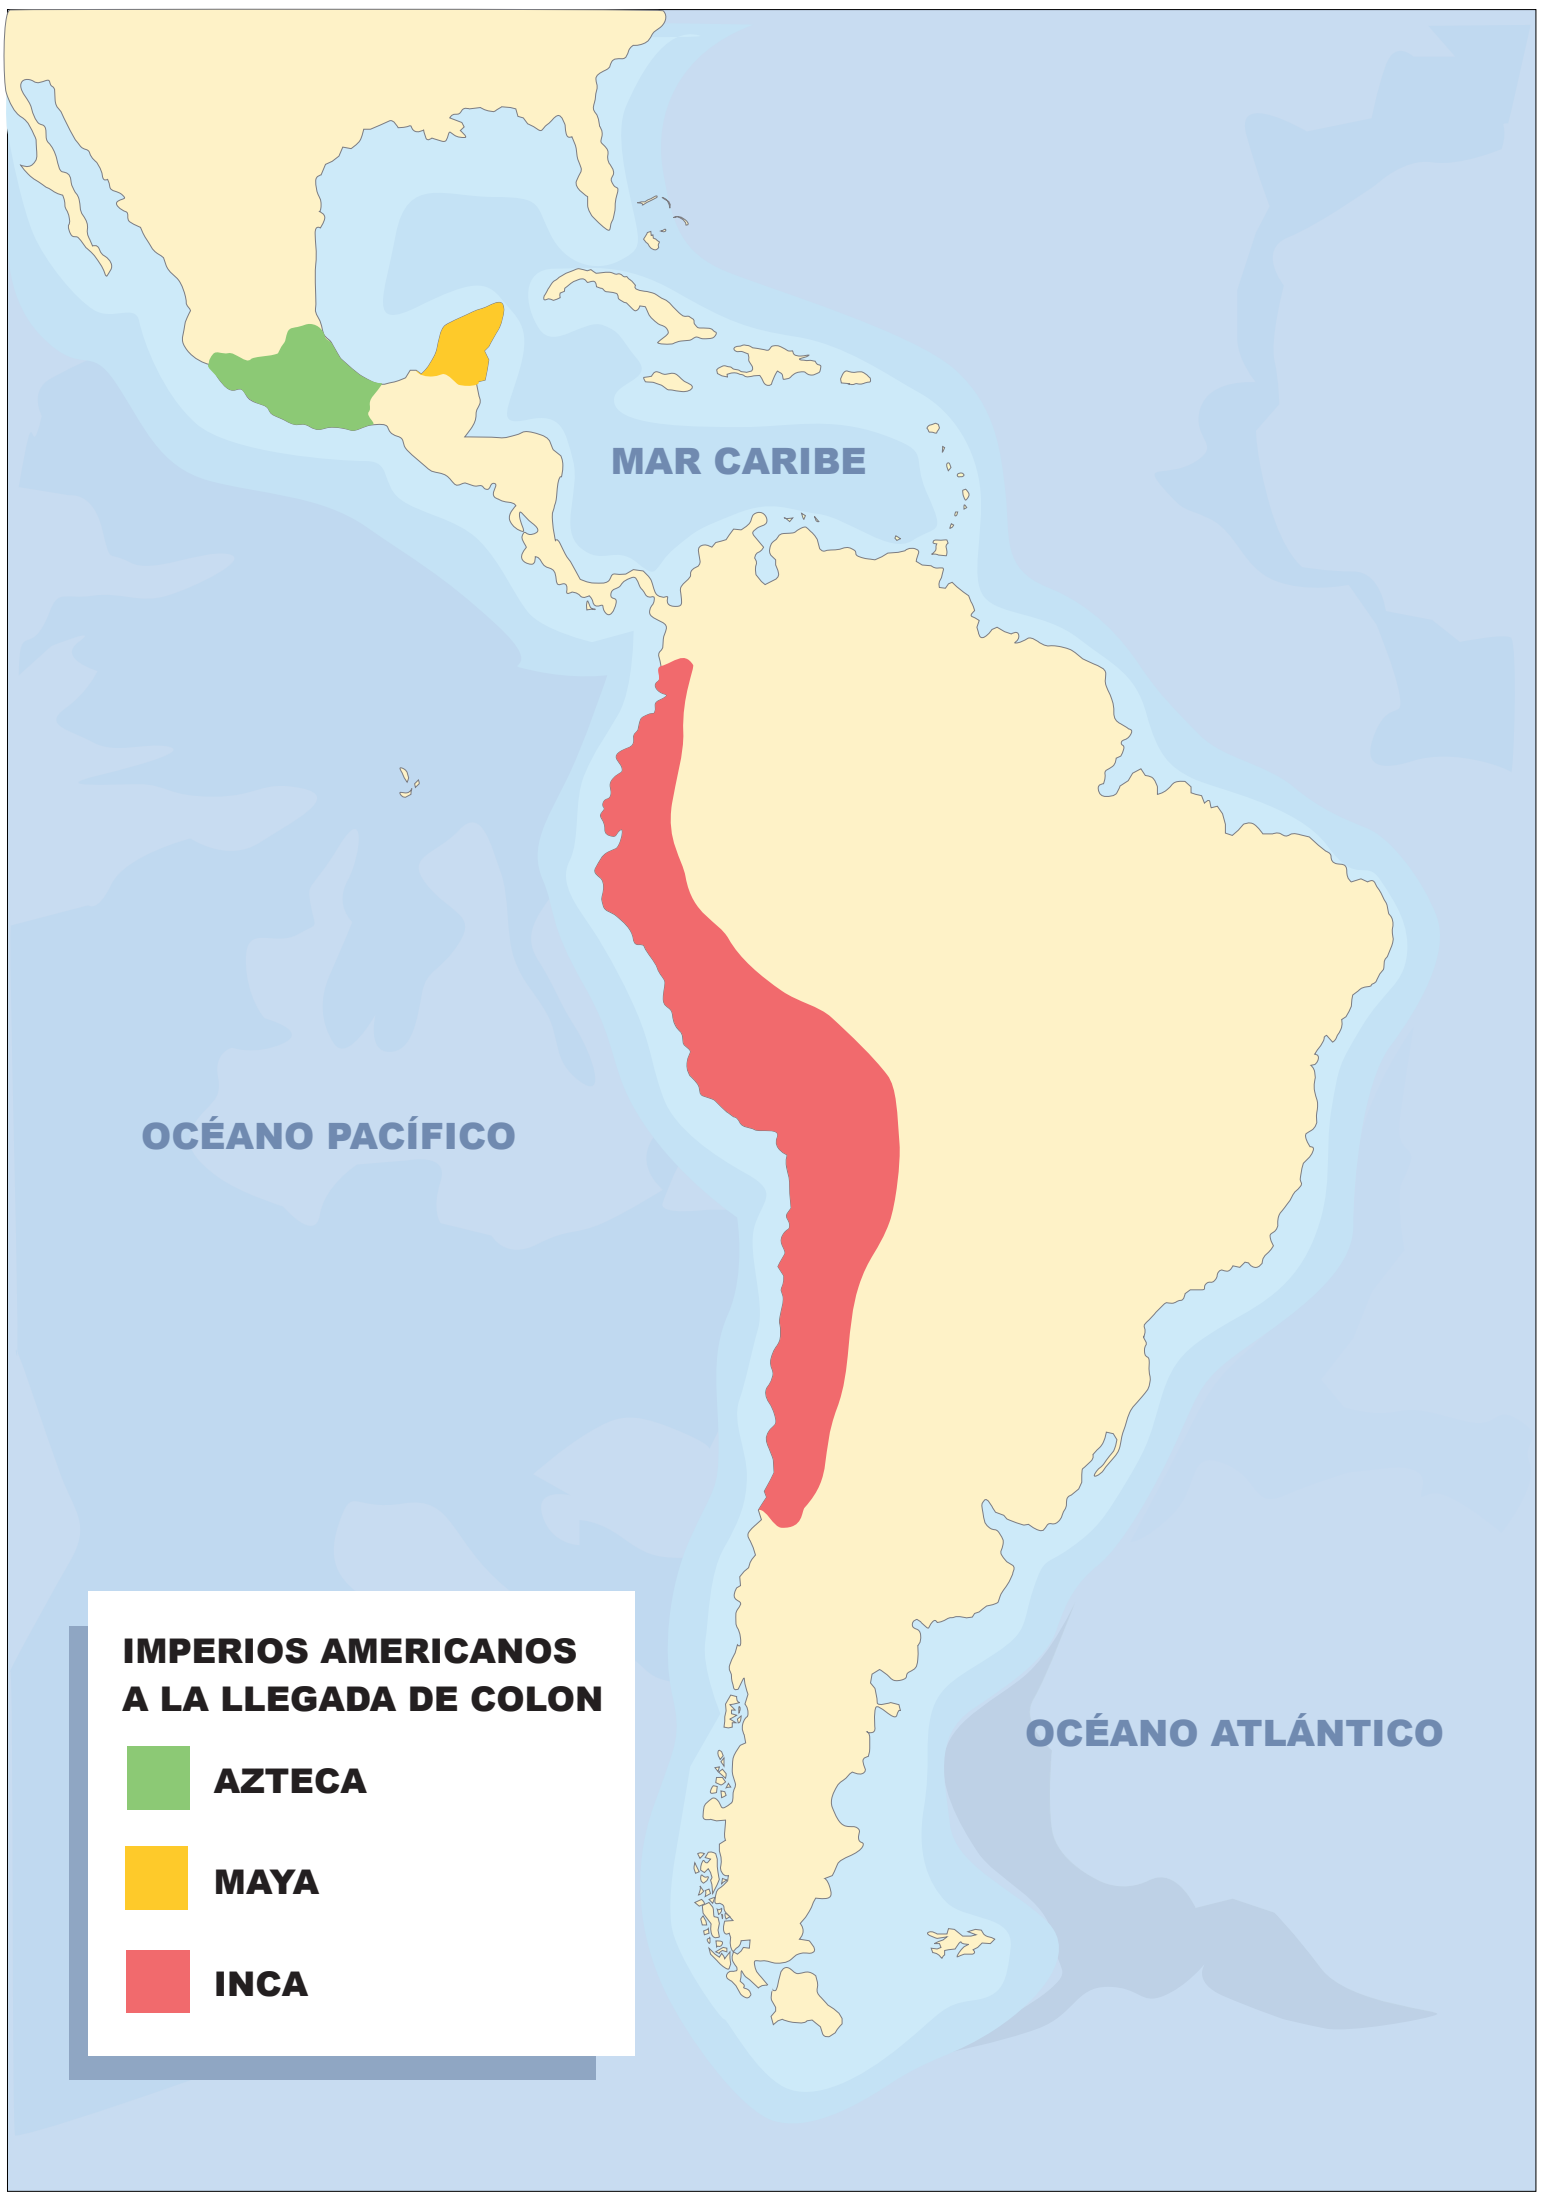 MAR CARIBE
OCÉANO PACÍFICO
OCÉANO ATLÁNTICO
IMPERIOS AMERICANOS
A LA LLEGADA DE COLON
AZTECA
MAYA
INCA